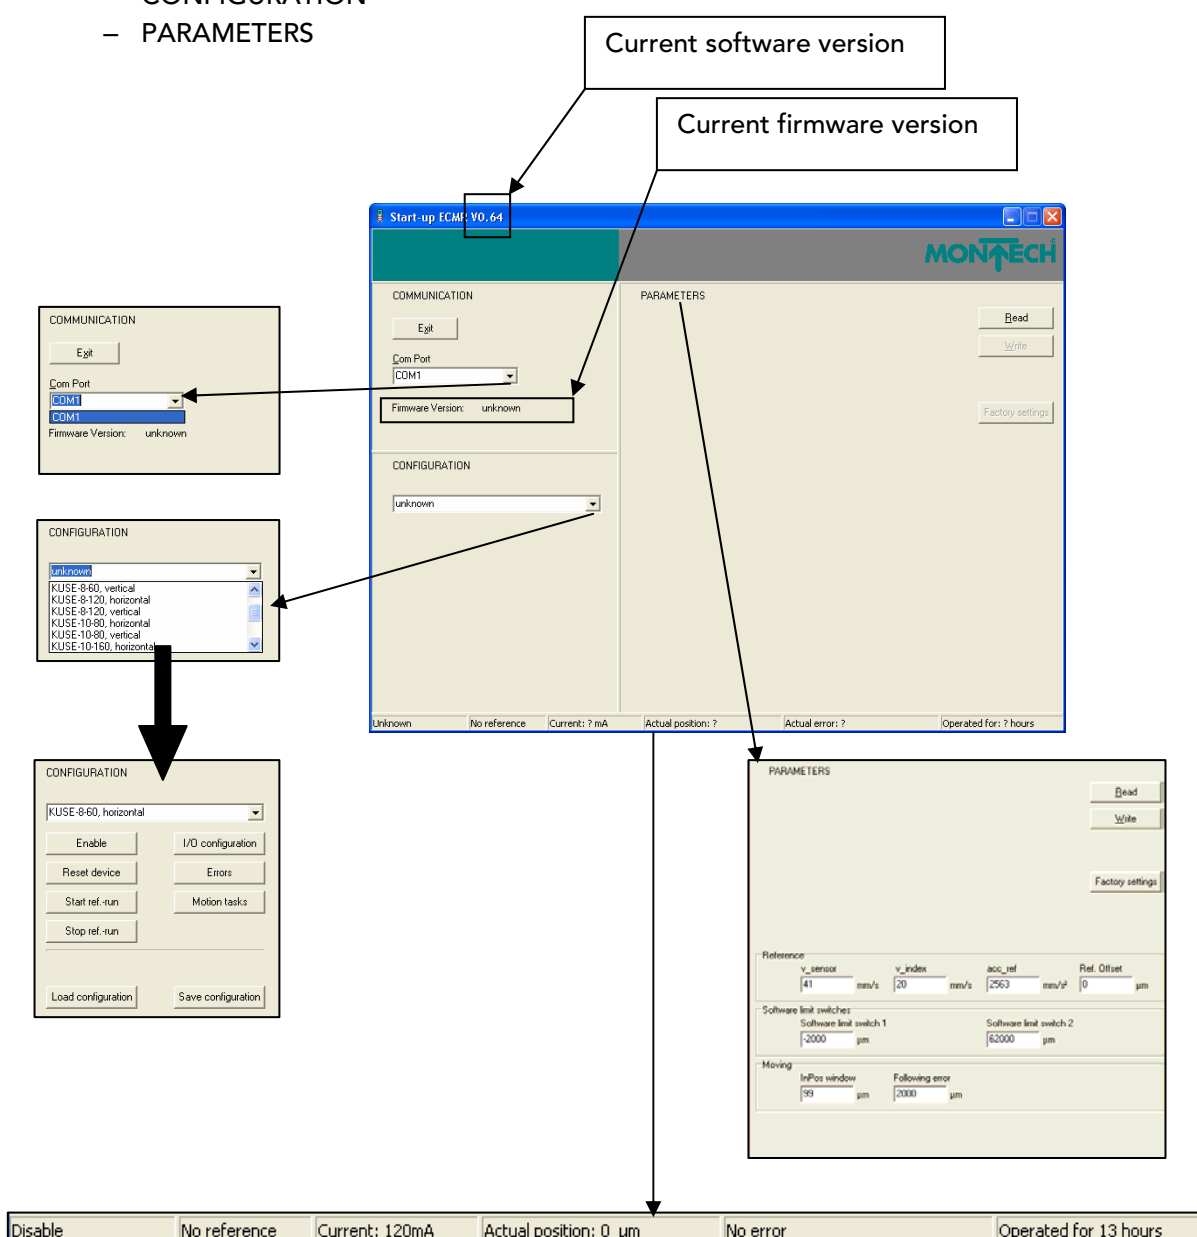 CONFIGURATION
– PARAMETERS
Current software version
Current firmware version
Start-up ECMR V0.64
MONTECH
COMMUNICATION
Exit
Com Port
COM1
Firmware Version: unknown
CONFIGURATION
unknown
PARAMETERS
Read
Write
Factory settings
Unknown No reference Current: ? mA Actual position: ? Actual error: ? Operated for: ? hours
COMMUNICATION
Exit
Com Port
COM1
COM1
Firmware Version: unknown
CONFIGURATION
unknown
KUSE-8-60, vertical
KUSE-8-120, horizontal
KUSE-8-120, vertical
KUSE-10-80, horizontal
KUSE-10-80, vertical
KUSE-10-160, horizontal
CONFIGURATION
KUSE-8-60, horizontal
Enable I/O configuration
Reset device Errors
Start ref.-run Motion tasks
Stop ref.-run
Load configuration Save configuration
PARAMETERS
Read
Write
Factory settings
Reference
v_sensor v_index acc_ref Ref. Offset
41 mm/s 20 mm/s 2563 mm/s² 0 µm
Software limit switches
Software limit switch 1 Software limit switch 2
-2000 µm 62000 µm
Moving
InPos window Following error
99 µm 2000 µm
Disable No reference Current: 120mA Actual position: 0 µm No error Operated for 13 hours